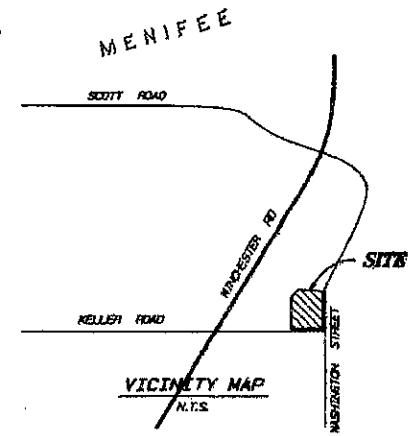 MENIFEE
SCOTT ROAD
WINCHESTER RD
SITE
KELLER ROAD
WASHINGTON STREET
VICINITY MAP
N.T.S.